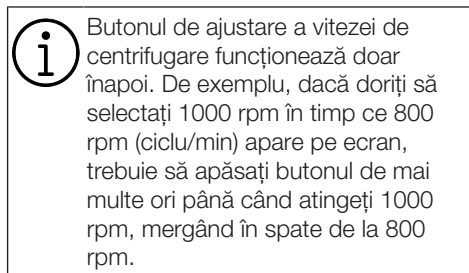 Butonul de ajustare a vitezei de
centrifugare funcționează doar
înapoi. De exemplu, dacă doriți să
selectați 1000 rpm în timp ce 800
rpm (ciclu/min) apare pe ecran,
trebuie să apăsați butonul de mai
multe ori până când atingeți 1000
rpm, mergând în spate de la 800
rpm.